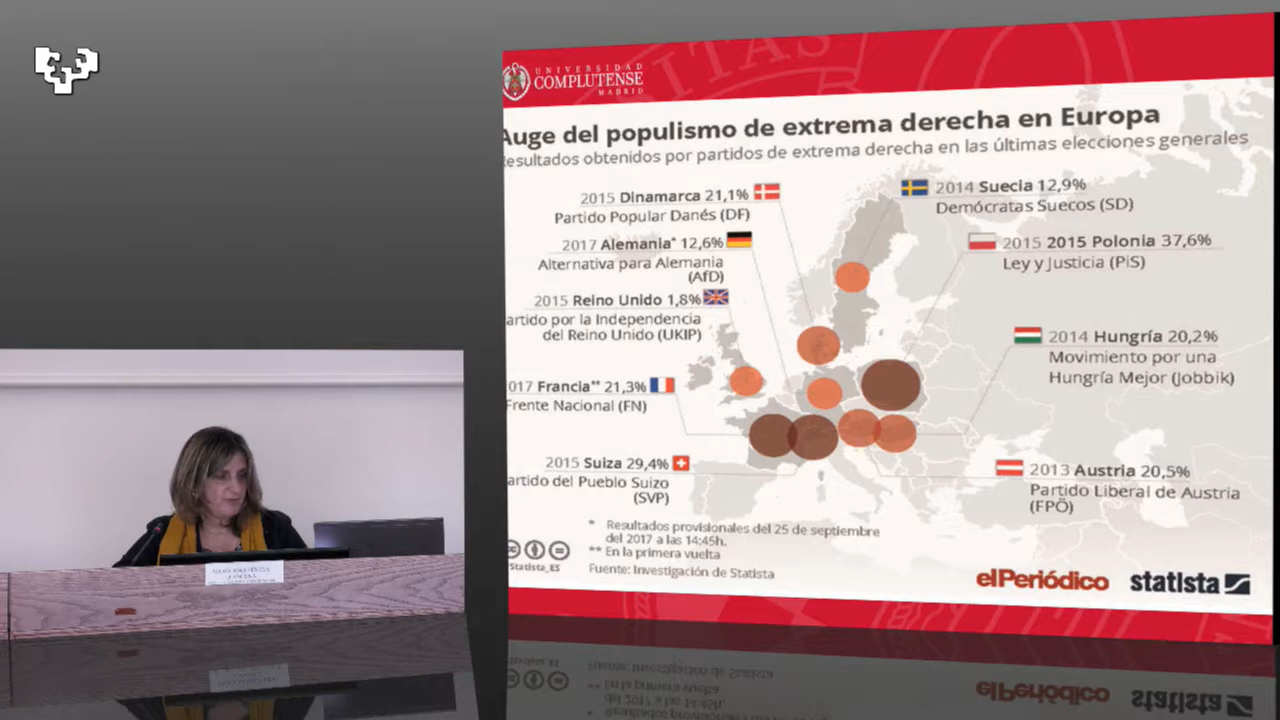 UNIVERSIDAD
COMPLUTENSE
MADRID
Auge del populismo de extrema derecha en Europa
esultados obtenidos por partidos de extrema derecha en las últimas elecciones generales
2015 Dinamarca 21,1%
Partido Popular Danés (DF)
2017 Alemania* 12,6%
Alternativa para Alemania
(AfD)
2015 Reino Unido 1,8%
artido por la Independencia
del Reino Unido (UKIP)
017 Francia** 21,3%
Frente Nacional (FN)
2015 Suiza 29,4%
artido del Pueblo Suizo
(SVP)
2014 Suecia 12,9%
Demócratas Suecos (SD)
2015 2015 Polonia 37,6%
Ley y Justicia (PiS)
2014 Hungría 20,2%
Movimiento por una
Hungría Mejor (Jobbik)
2013 Austria 20,5%
Partido Liberal de Austria
(FPÖ)
* Resultados provisionales del 25 de septiembre
del 2017 a las 14:45h.
** En la primera vuelta
Fuente: Investigación de Statista
Statista_ES
elPeriódico
statista